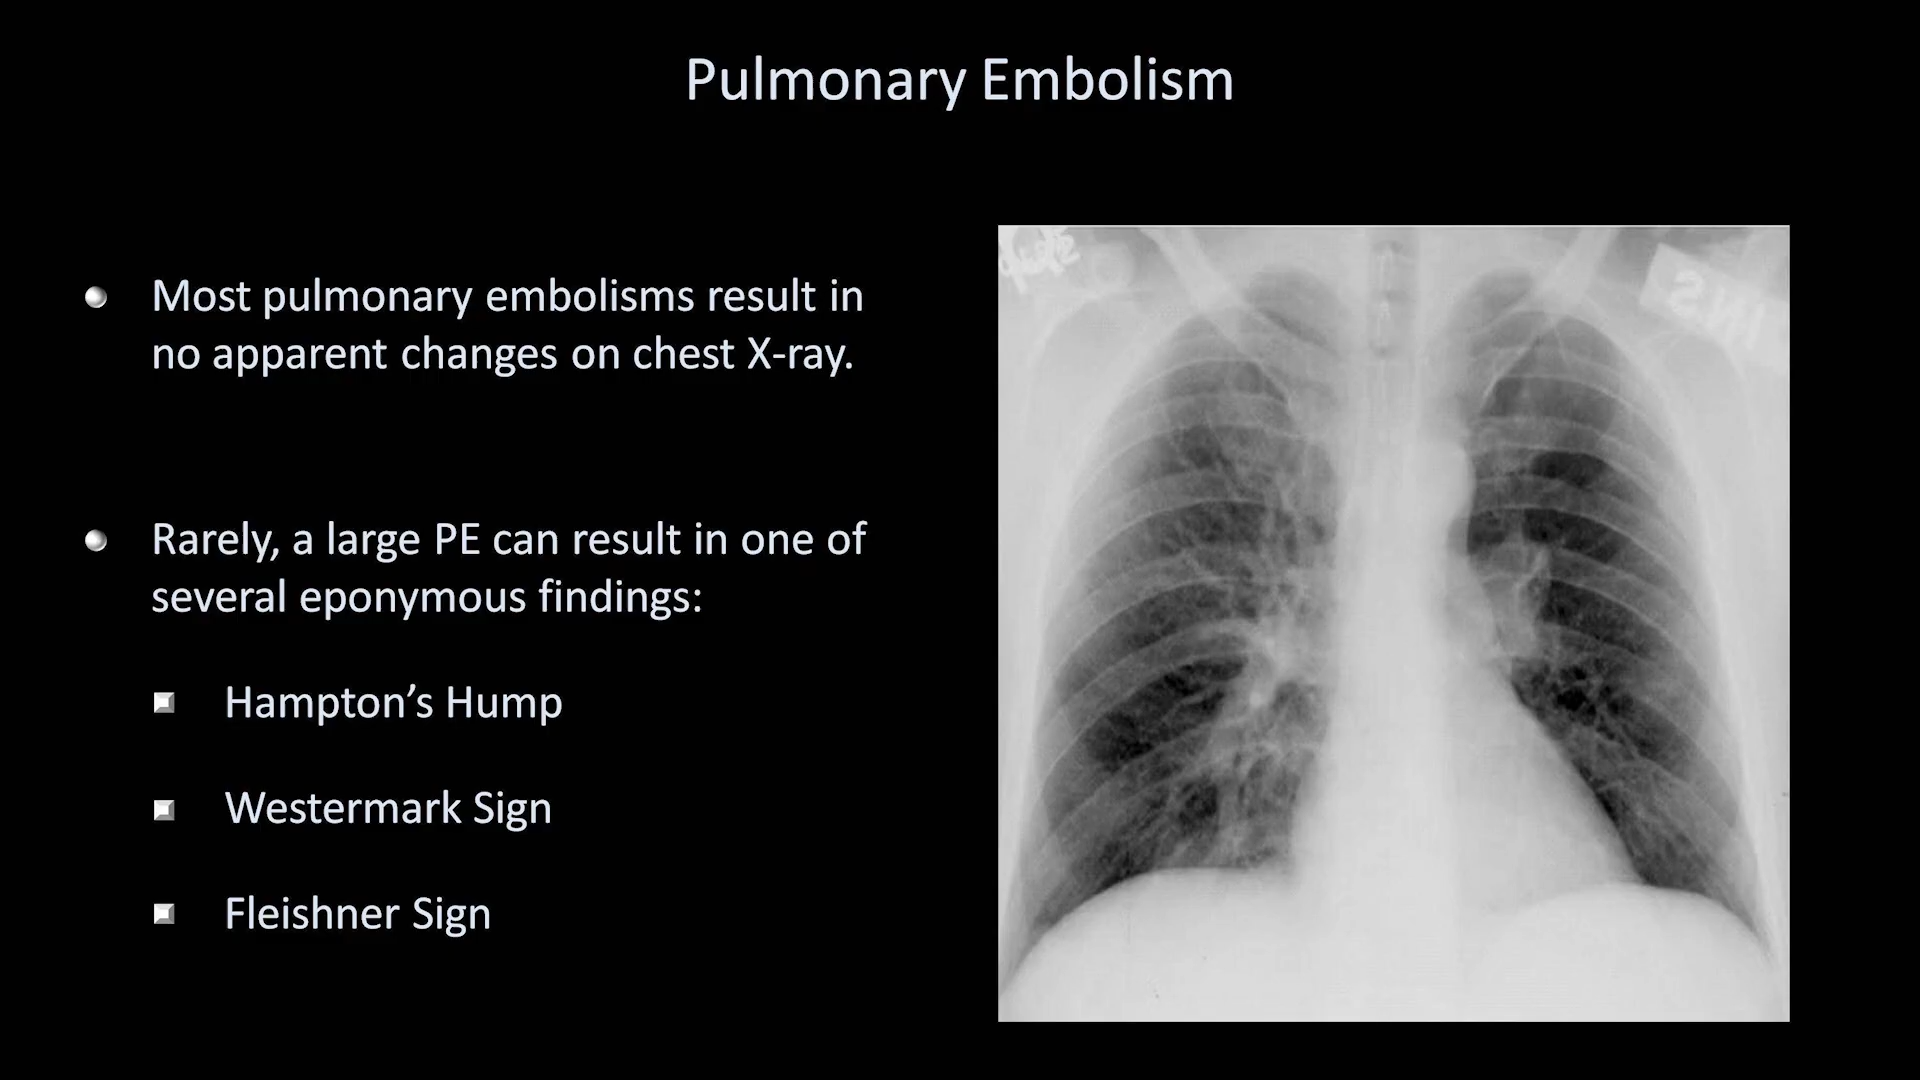 Pulmonary Embolism
Most pulmonary embolisms result in
no apparent changes on chest X-ray.
Rarely, a large PE can result in one of
several eponymous findings:
Hampton’s Hump
Westermark Sign
Fleishner Sign